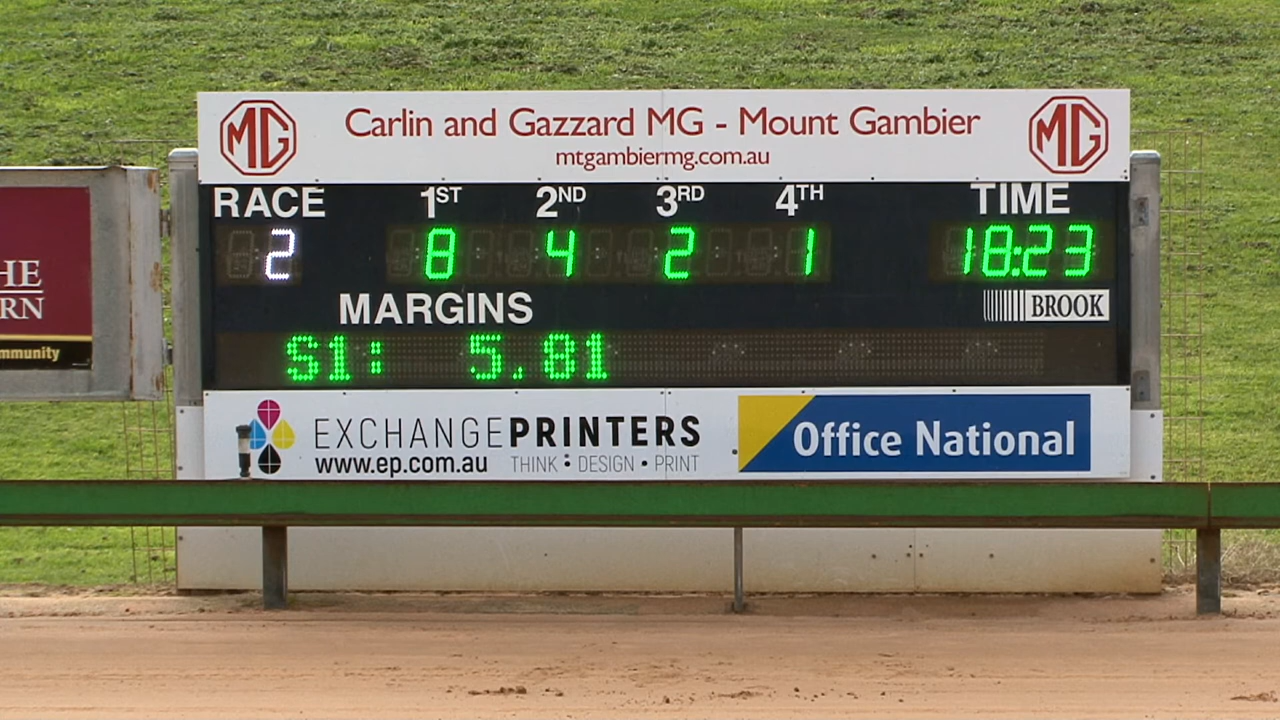 MG Carlin and Gazzard MG - Mount Gambier MG
mtgambiermg.com.au
RACE 1ST 2ND 3RD 4TH TIME
2 8 4 2 1 18:23
MARGINS
BROOK
S1: 5.81
HE
RN
mmunity
EXCHANGEPRINTERS
www.ep.com.au THINK • DESIGN • PRINT
Office National